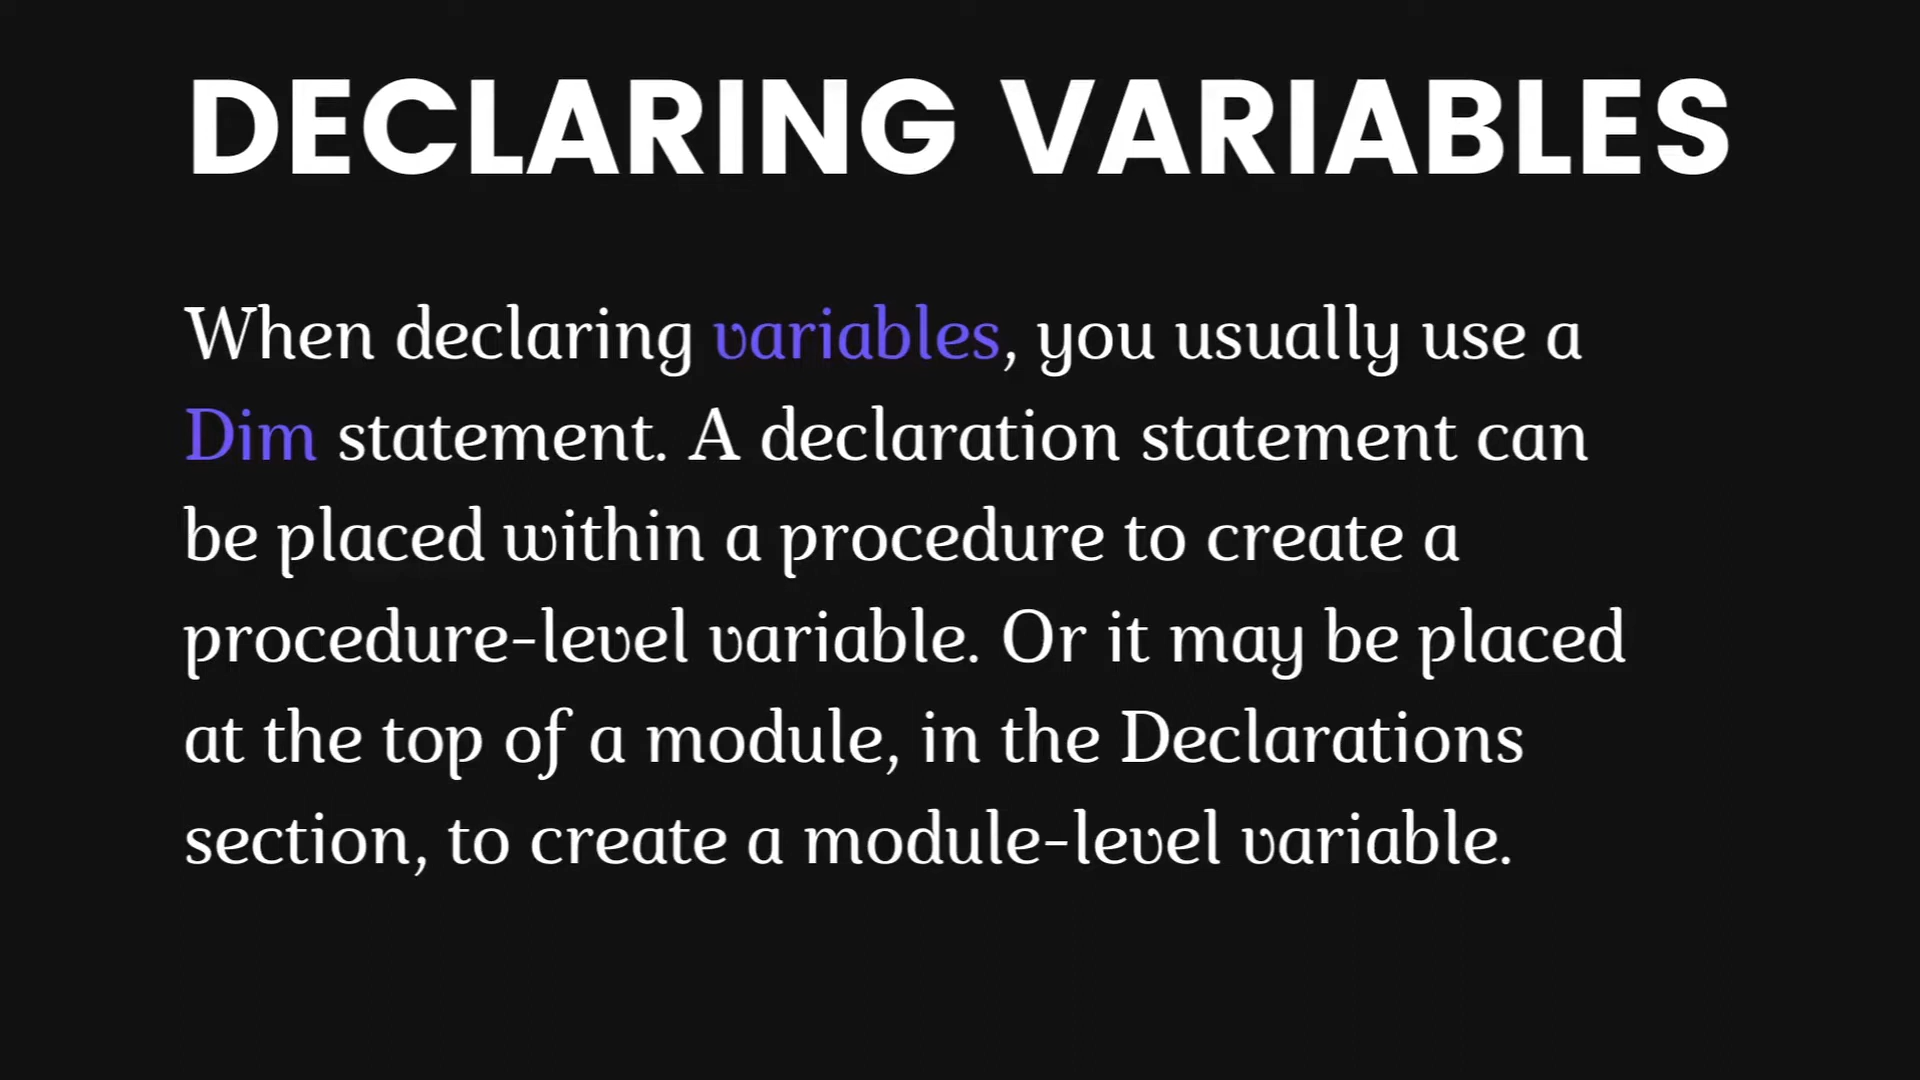 DECLARING VARIABLES
When declaring variables, you usually use a
Dim statement. A declaration statement can
be placed within a procedure to create a
procedure-level variable. Or it may be placed
at the top of a module, in the Declarations
section, to create a module-level variable.